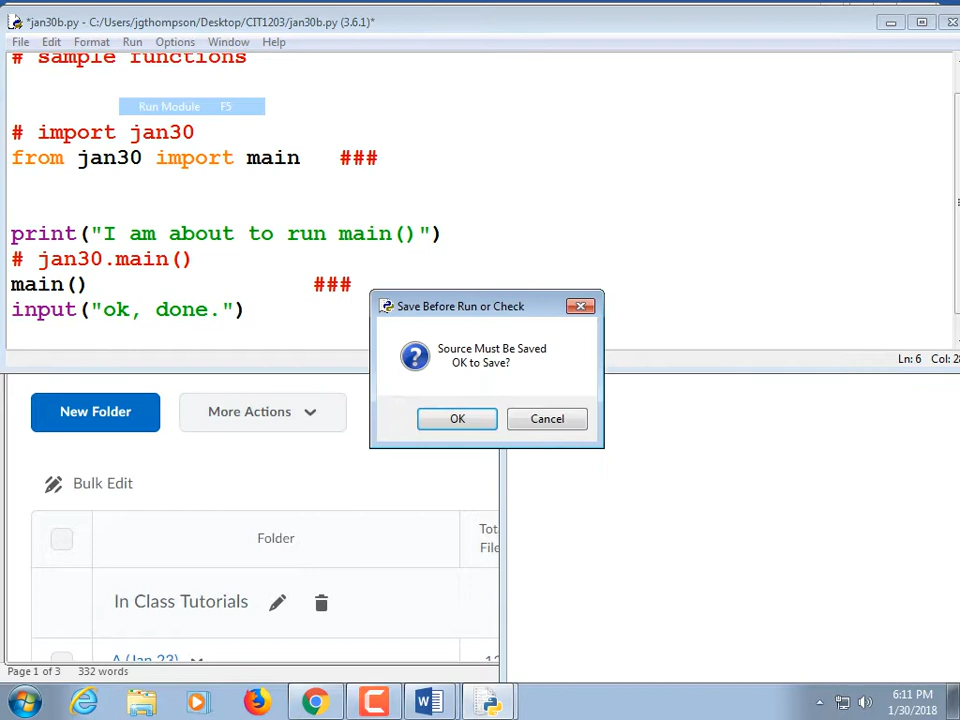 *jan30b.py - C:/Users/jgthompson/Desktop/CIT1203/jan30b.py (3.6.1)*
File Edit Format Run Options Window Help
# sample functions
Run Module F5
# import jan30
from jan30 import main ###
print("I am about to run main()")
# jan30.main()
main() ###
input("ok, done.")
Save Before Run or Check
Source Must Be Saved
OK to Save?
OK Cancel
Ln: 6 Col: 28
New Folder More Actions
Bulk Edit
Folder
In Class Tutorials
A (Jan 23)
Page 1 of 3 332 words
6:11 PM
1/30/2018